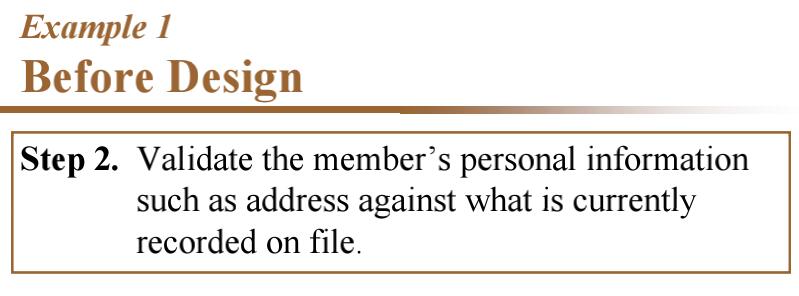 Example 1
Before Design
Step 2. Validate the member’s personal information
such as address against what is currently
recorded on file.